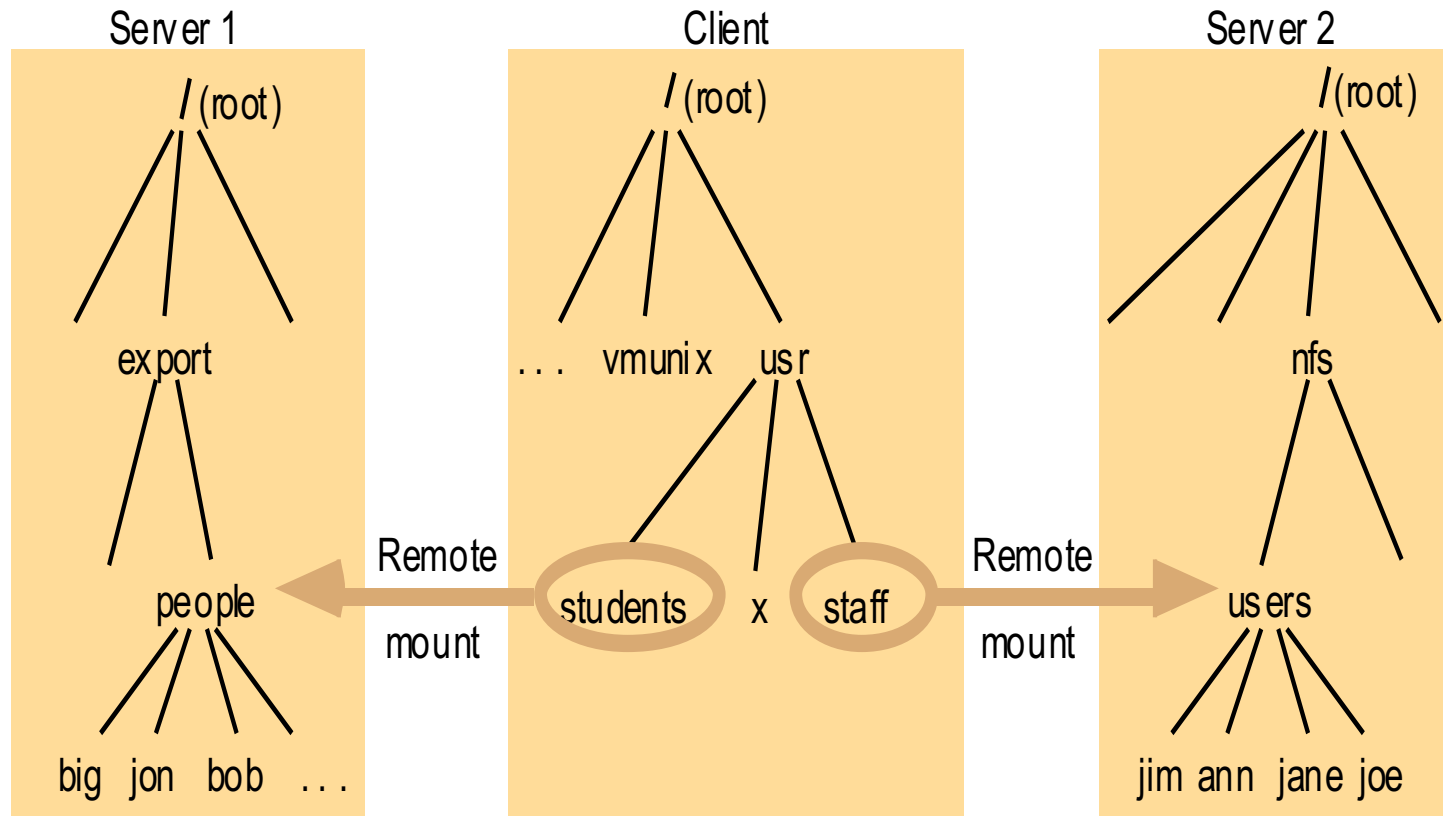 Server 1
/ (root)
export
people
big jon bob . . .
Remote
mount
Client
/ (root)
. . . vmunix usr
students x staff
Remote
mount
Server 2
/ (root)
nfs
users
jim ann jane joe